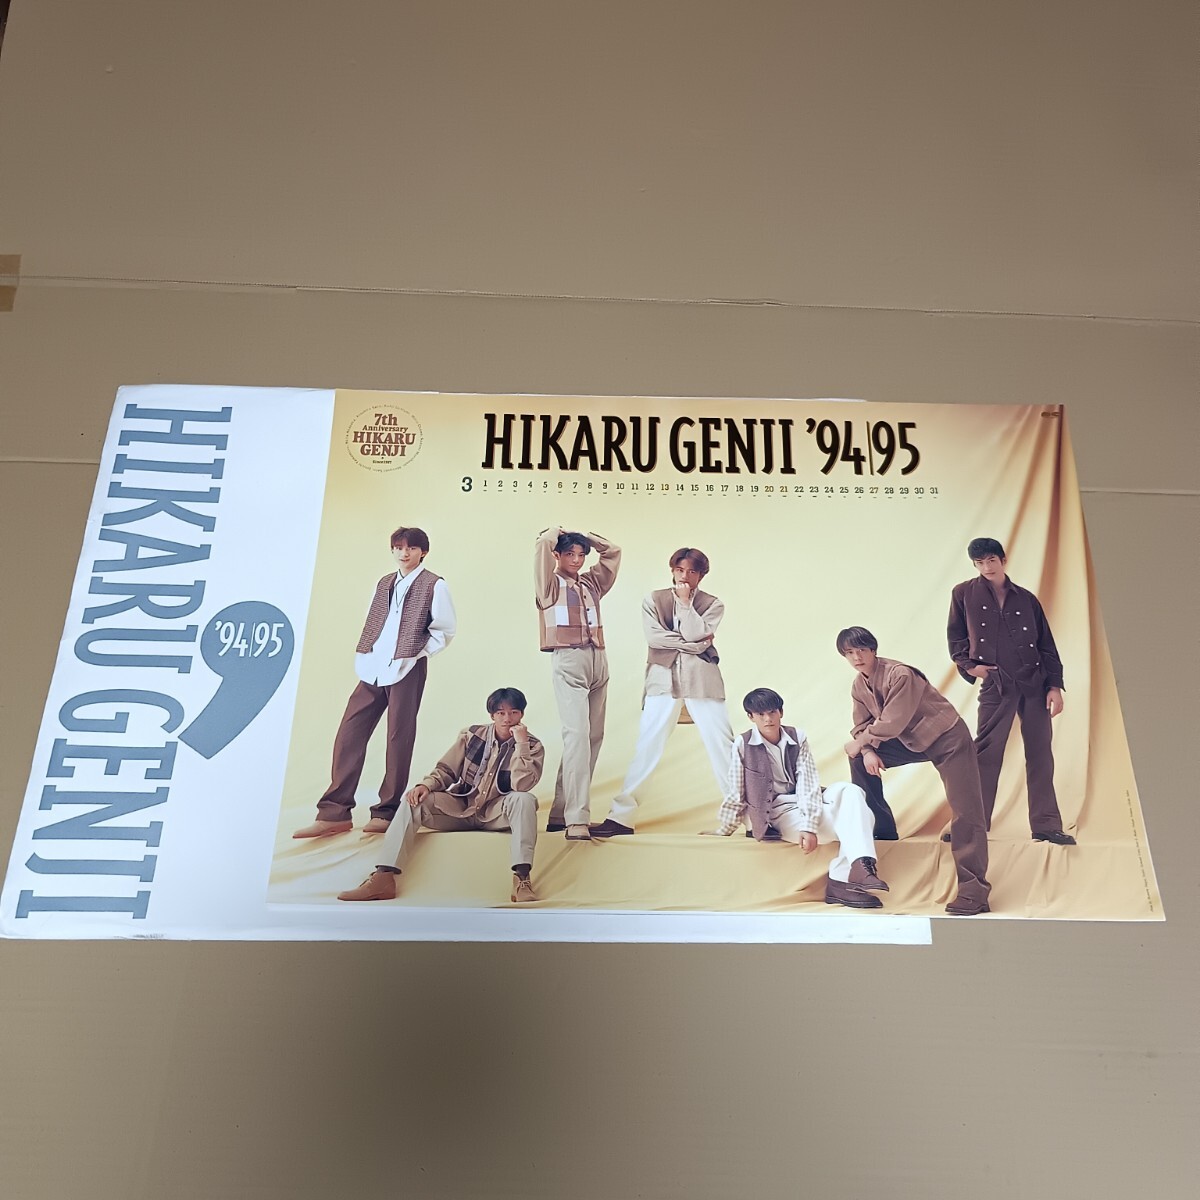 HIKARU GENJI
'94/95
7th
Anniversary
HIKARU
GENJI
Since 1987
HIKARU GENJI '94/95
3 1 2 3 4 5 6 7 8 9 10 11 12 13 14 15 16 17 18 19 20 21 22 23 24 25 26 27 28 29 30 31